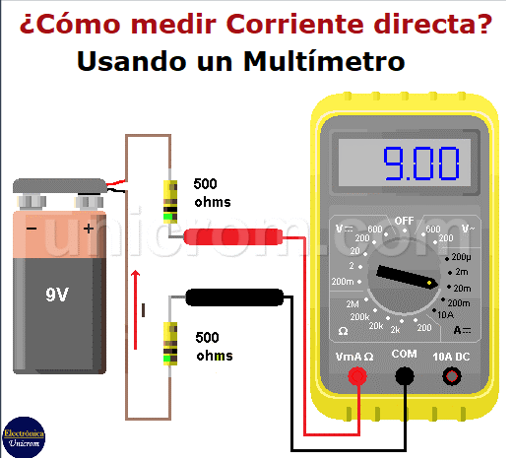 ¿Cómo medir Corriente directa?
Usando un Multímetro
500
ohms
9.00
unicrom.com
− +
9V
I
500
ohms
OFF
V⎓ 600 600 V~
200 200
20 200µ
2 2m
200m 20m
2M 200m
200k 10A
20k 2k 200
Ω A⎓
VmA Ω COM 10A DC
Electrónica
Unicrom